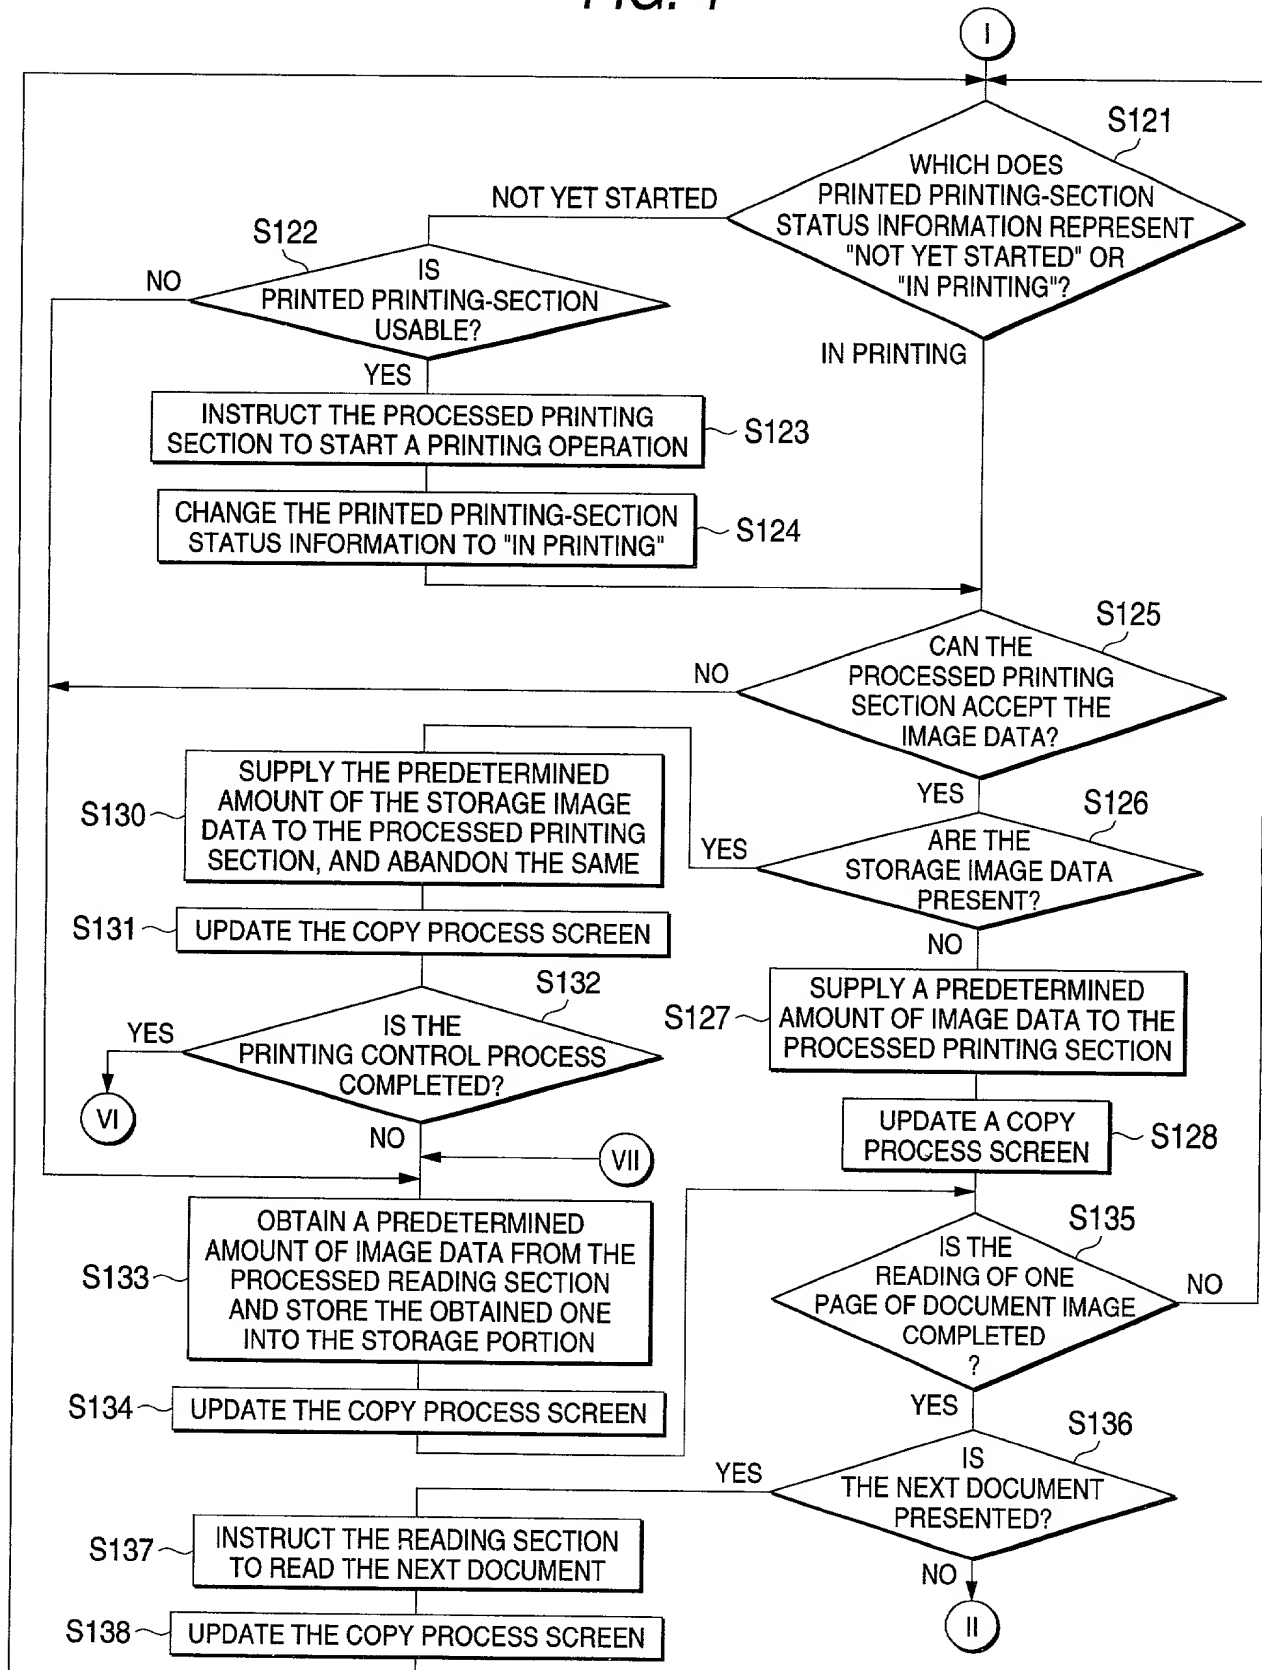 I
S121
WHICH DOES
PRINTED PRINTING-SECTION
STATUS INFORMATION REPRESENT
"NOT YET STARTED" OR
"IN PRINTING"?
NOT YET STARTED
IN PRINTING
S122
IS
PRINTED PRINTING-SECTION
USABLE?
NO
YES
INSTRUCT THE PROCESSED PRINTING
SECTION TO START A PRINTING OPERATION
S123
CHANGE THE PRINTED PRINTING-SECTION
STATUS INFORMATION TO "IN PRINTING"
S124
S125
CAN THE
PROCESSED PRINTING
SECTION ACCEPT THE
IMAGE DATA?
NO
YES
S126
ARE THE
STORAGE IMAGE DATA
PRESENT?
YES
NO
S130
SUPPLY THE PREDETERMINED
AMOUNT OF THE STORAGE IMAGE
DATA TO THE PROCESSED PRINTING
SECTION, AND ABANDON THE SAME
S131
UPDATE THE COPY PROCESS SCREEN
S132
IS THE
PRINTING CONTROL PROCESS
COMPLETED?
YES
VI
NO
VII
S127
SUPPLY A PREDETERMINED
AMOUNT OF IMAGE DATA TO THE
PROCESSED PRINTING SECTION
UPDATE A COPY
PROCESS SCREEN
S128
S133
OBTAIN A PREDETERMINED
AMOUNT OF IMAGE DATA FROM THE
PROCESSED READING SECTION
AND STORE THE OBTAINED ONE
INTO THE STORAGE PORTION
S134
UPDATE THE COPY PROCESS SCREEN
S135
IS THE
READING OF ONE
PAGE OF DOCUMENT IMAGE
COMPLETED
?
NO
YES
S136
IS
THE NEXT DOCUMENT
PRESENTED?
YES
NO
II
S137
INSTRUCT THE READING SECTION
TO READ THE NEXT DOCUMENT
S138
UPDATE THE COPY PROCESS SCREEN